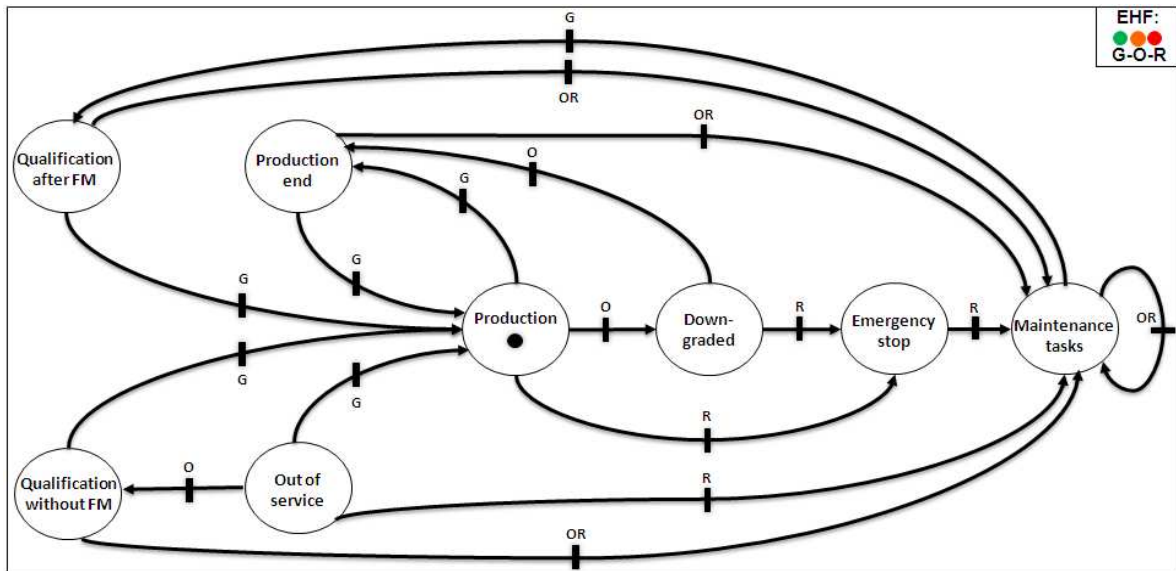 G
EHF:
G-O-R
OR
OR
Qualification
after FM
Production
end
O
G
G
G
Production
O
Down-
graded
R
Emergency
stop
R
Maintenance
tasks
OR
G
G
R
Qualification
without FM
O
Out of
service
R
OR